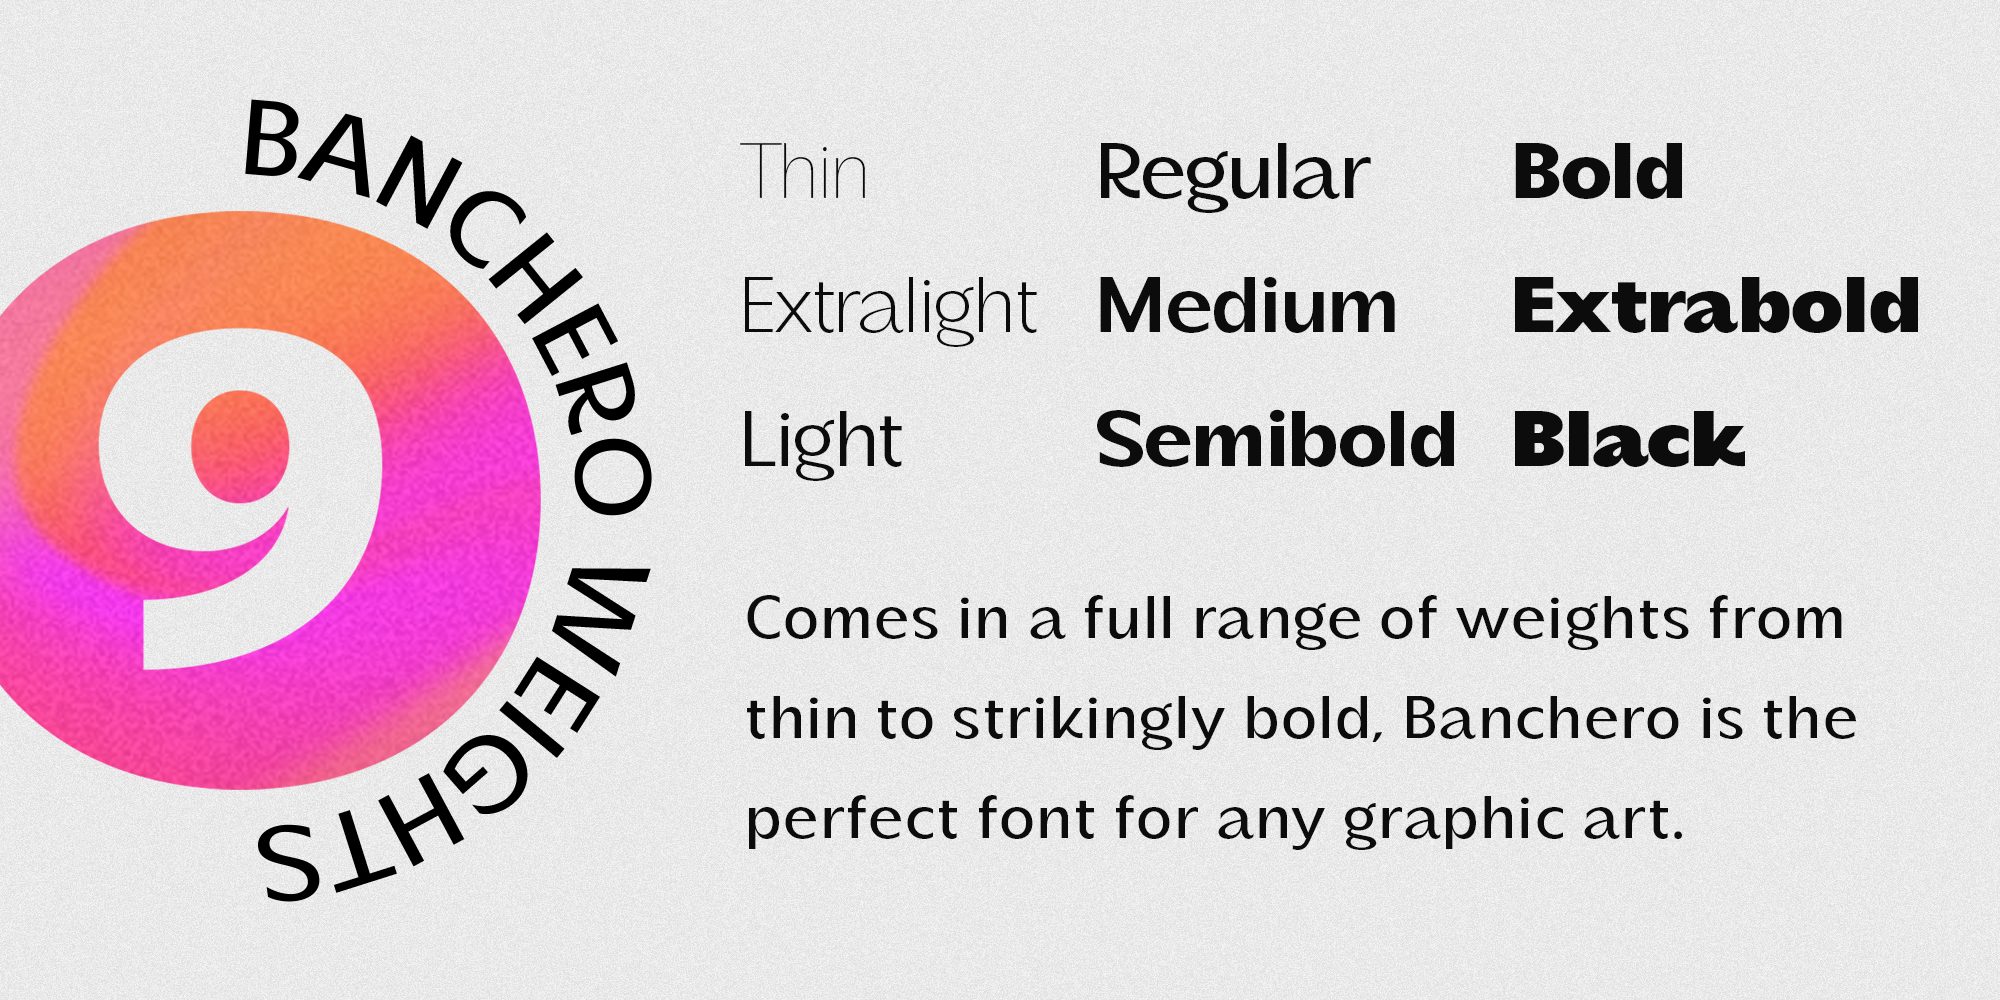 BANCHERO WEIGHTS
9
Thin
Regular
Bold
Extralight
Medium
Extrabold
Light
Semibold
Black
Comes in a full range of weights from
thin to strikingly bold, Banchero is the
perfect font for any graphic art.